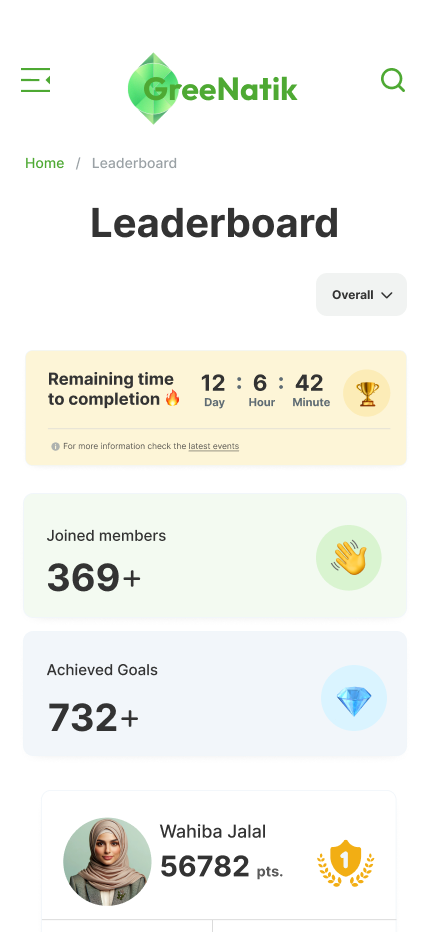 GreeNatik
Home / Leaderboard
Leaderboard
Overall
Remaining time
to completion 🔥
12 : 6 : 42
Day Hour Minute
For more information check the latest events
Joined members
369+
Achieved Goals
732+
Wahiba Jalal
56782 pts.
1